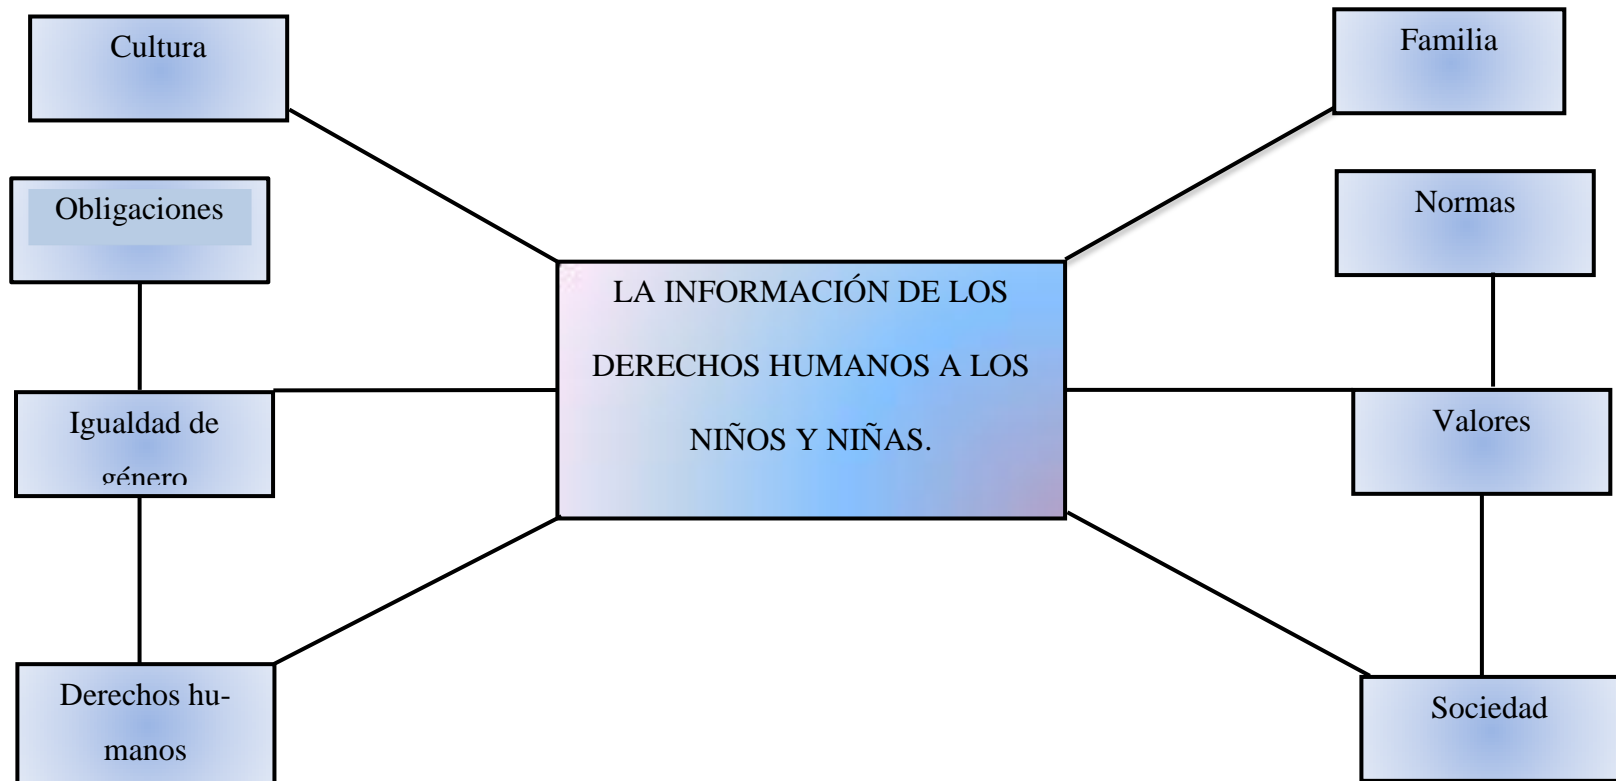 Cultura
Familia
Obligaciones
Normas
LA INFORMACIÓN DE LOS
DERECHOS HUMANOS A LOS
NIÑOS Y NIÑAS.
Igualdad de
género
Valores
Derechos hu-
manos
Sociedad